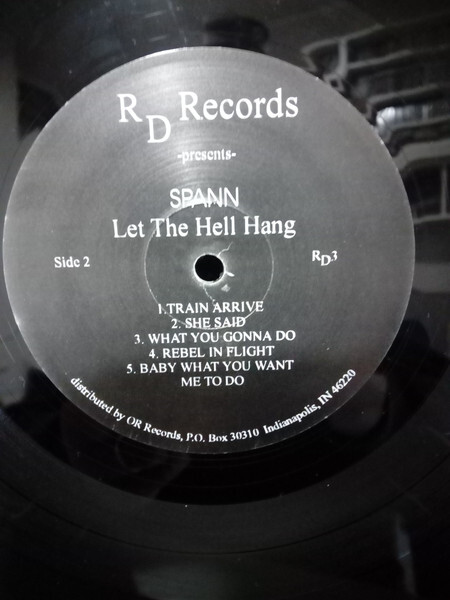 RD Records
-presents-
SPANN
Let The Hell Hang
Side 2
RD3
1.TRAIN ARRIVE
2. SHE SAID
3. WHAT YOU GONNA DO
4. REBEL IN FLIGHT
5. BABY WHAT YOU WANT
ME TO DO
distributed by OR Records, P.O. Box 30310 Indianapolis, IN 46220